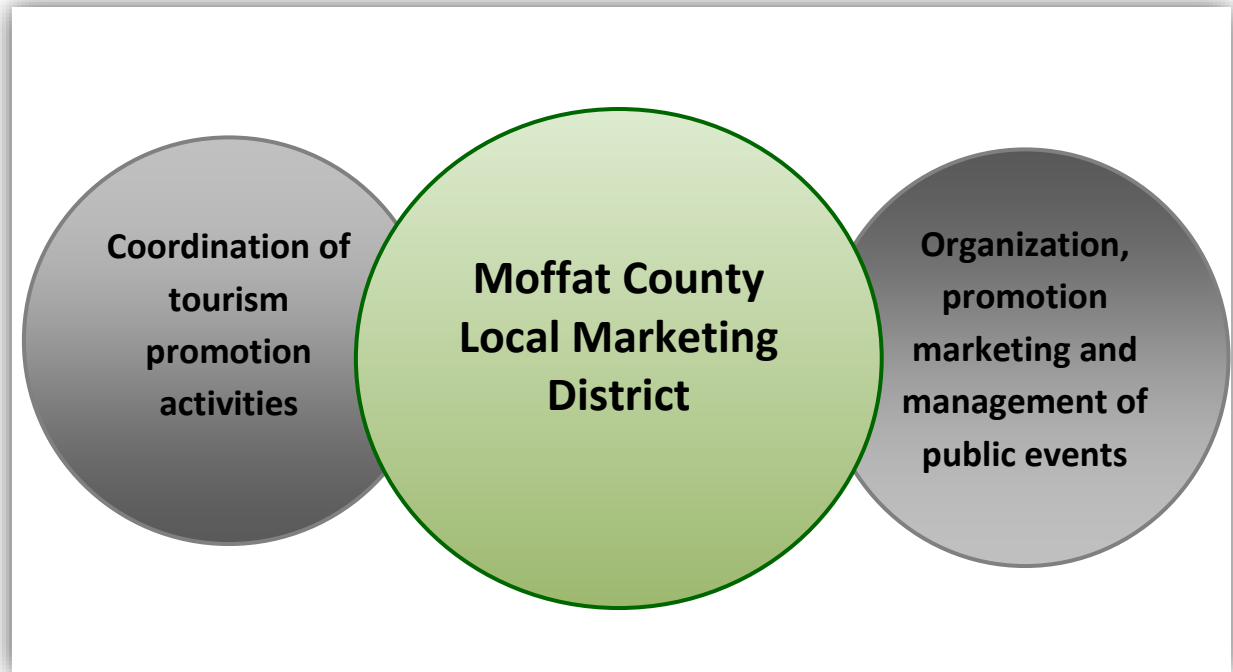 Coordination of
tourism
promotion
activities
Moffat County
Local Marketing
District
Organization,
promotion
marketing and
management of
public events